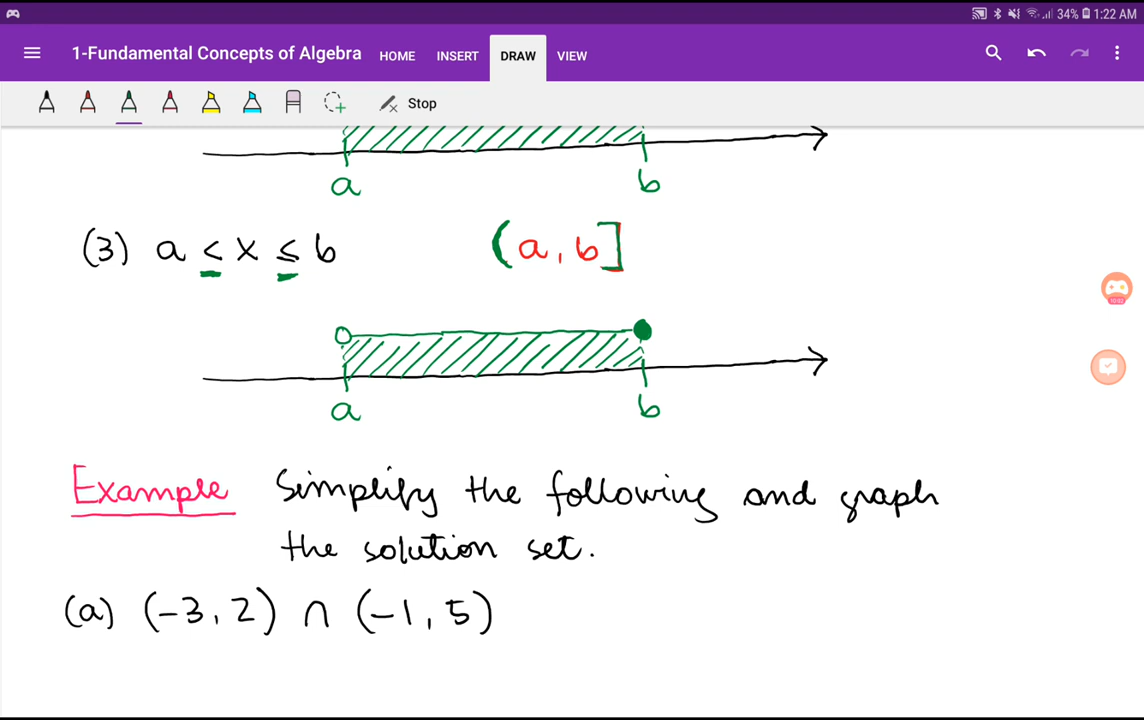 34% 1:22 AM
1-Fundamental Concepts of Algebra HOME INSERT DRAW VIEW
Stop
a b
(3) a < x ≤ b (a, b]
a b
Example Simplify the following and graph
the solution set.
(a) (-3, 2) ∩ (-1, 5)